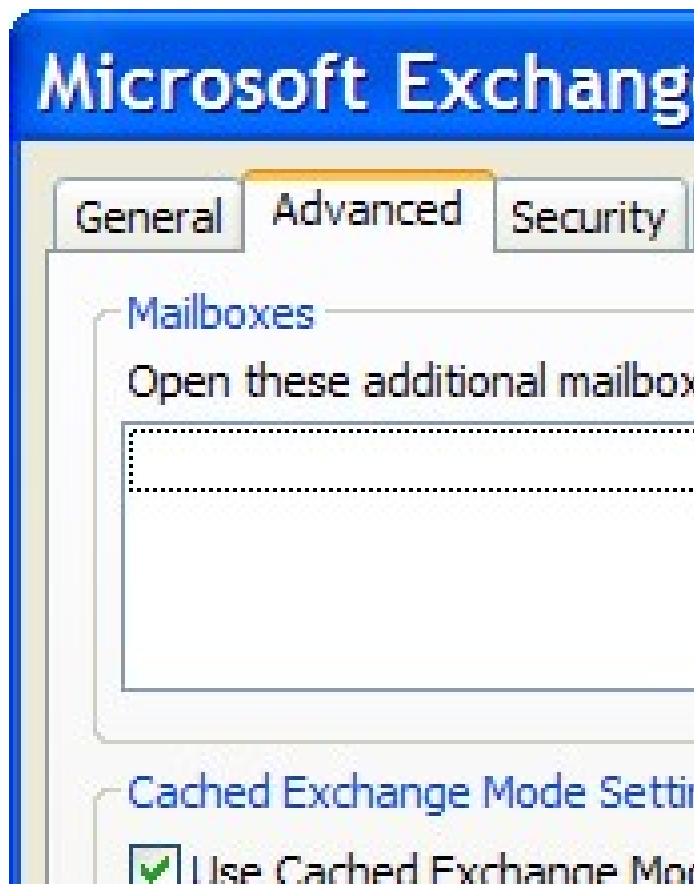 Microsoft Exchang
General Advanced Security
Mailboxes
Open these additional mailbox
Cached Exchange Mode Setti
Use Cached Exchange Mo